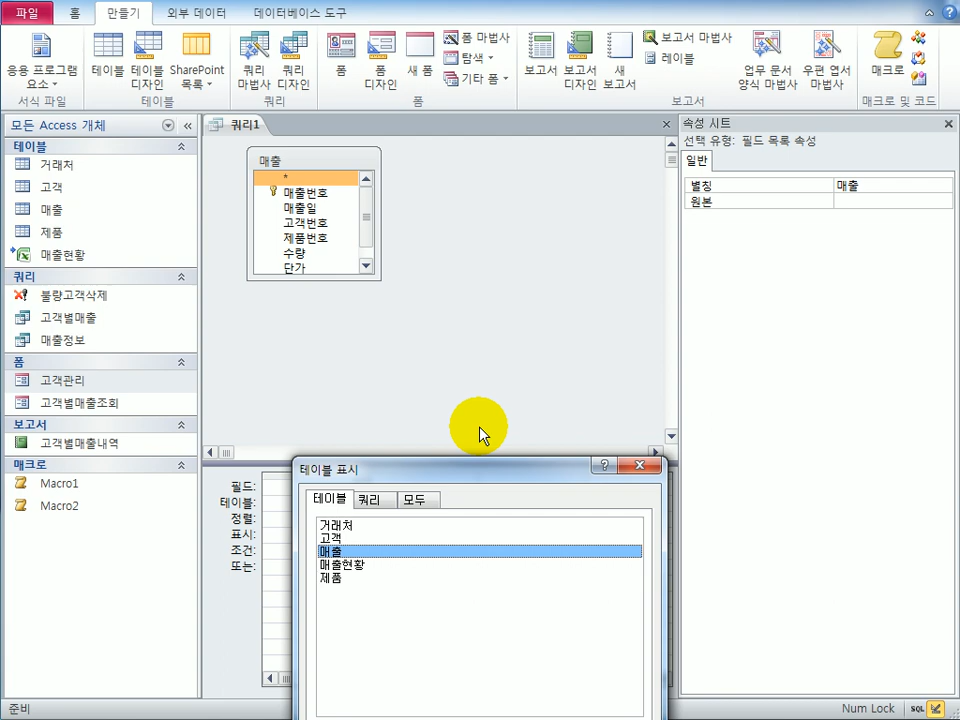 파일 홈 만들기 외부 데이터 데이터베이스 도구
응용 프로그램 요소
서식 파일
테이블
테이블 디자인
SharePoint 목록
테이블
쿼리 마법사
쿼리 디자인
쿼리
폼
폼 디자인
새 폼
폼 마법사
탐색
기타 폼
폼
보고서
보고서 디자인
새 보고서
보고서 마법사
레이블
보고서
업무 문서 양식 마법사
우편 엽서 마법사
매크로
매크로 및 코드
모든 Access 개체
테이블
거래처
고객
매출
제품
매출현황
쿼리
불량고객삭제
고객별매출
매출정보
폼
고객관리
고객별매출조회
보고서
고객별매출내역
매크로
Macro1
Macro2
쿼리1
매출
*
매출번호
매출일
고객번호
제품번호
수량
단가
필드:
테이블:
정렬:
표시:
조건:
또는:
테이블 표시
테이블 쿼리 모두
거래처
고객
매출
매출현황
제품
속성 시트
선택 유형: 필드 목록 속성
일반
별칭 매출
원본
준비
Num Lock
SQL